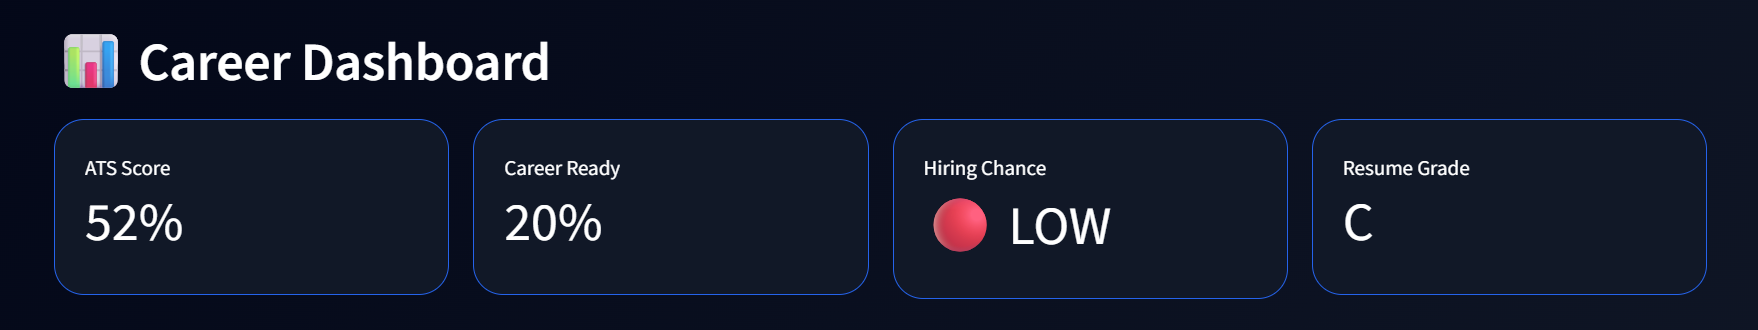 Career Dashboard
ATS Score
52%
Career Ready
20%
Hiring Chance
LOW
Resume Grade
C